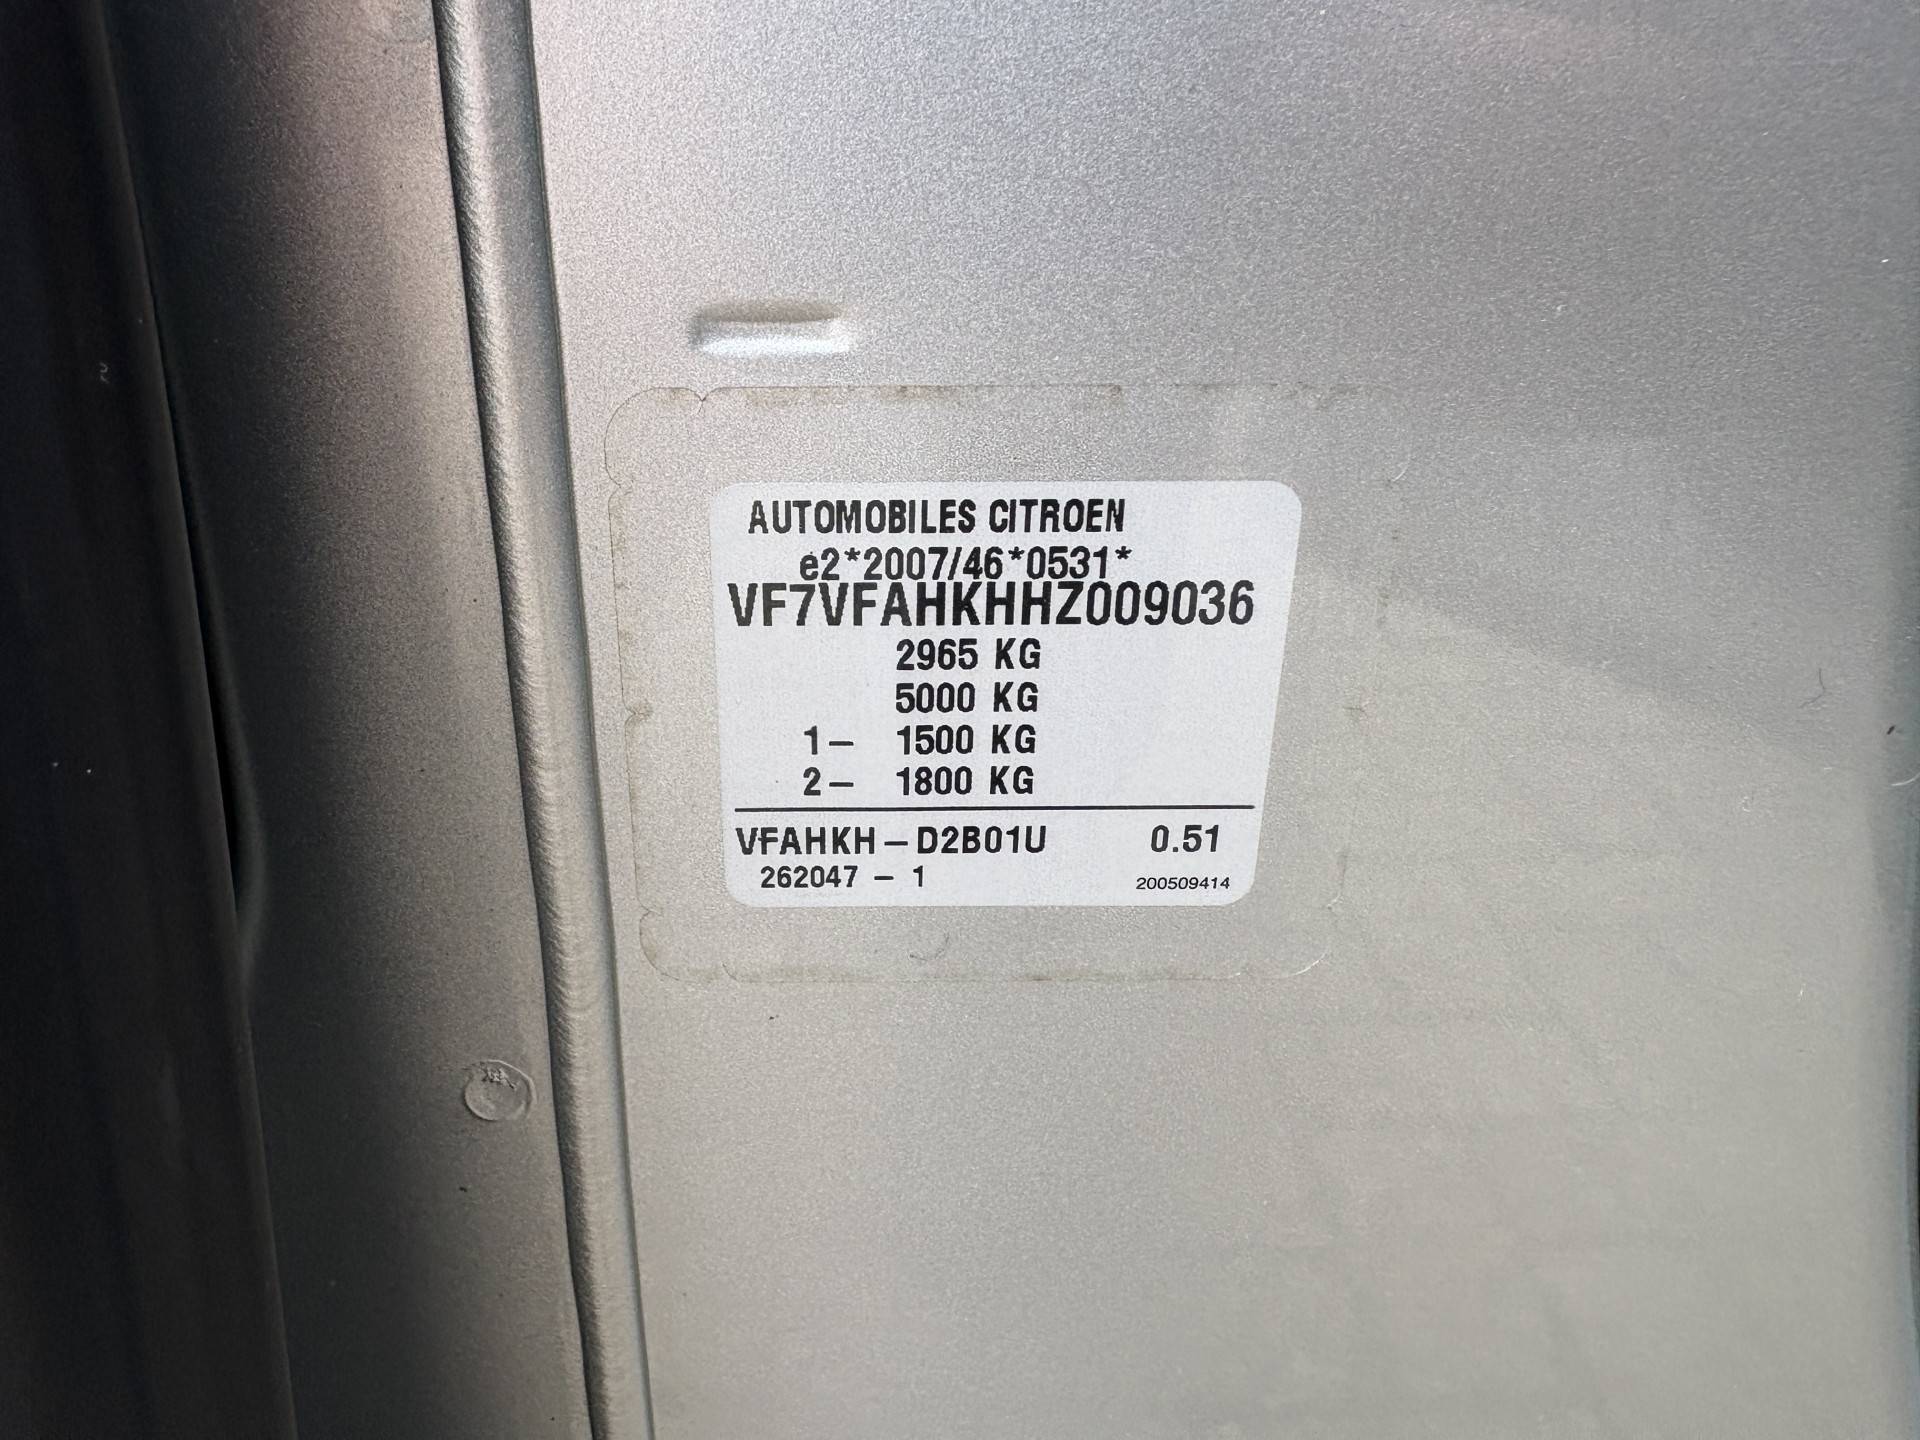 AUTOMOBILES CITROEN
e2*2007/46*0531*
VF7VFAHKHHZ009036
2965 KG
5000 KG
1– 1500 KG
2– 1800 KG
VFAHKH–D2B01U 0.51
262047 – 1 200509414